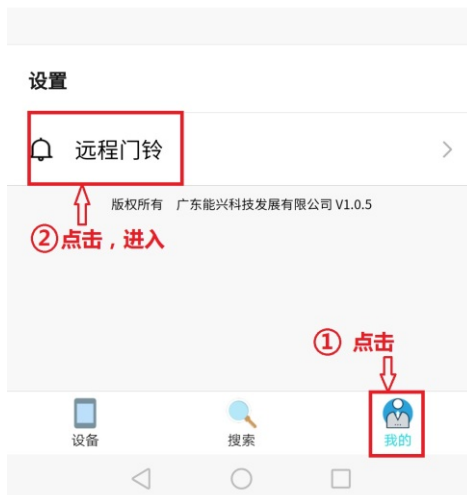 设置
远程门铃
版权所有 广东能兴科技发展有限公司 V1.0.5
②点击，进入
① 点击
设备 搜索 我的